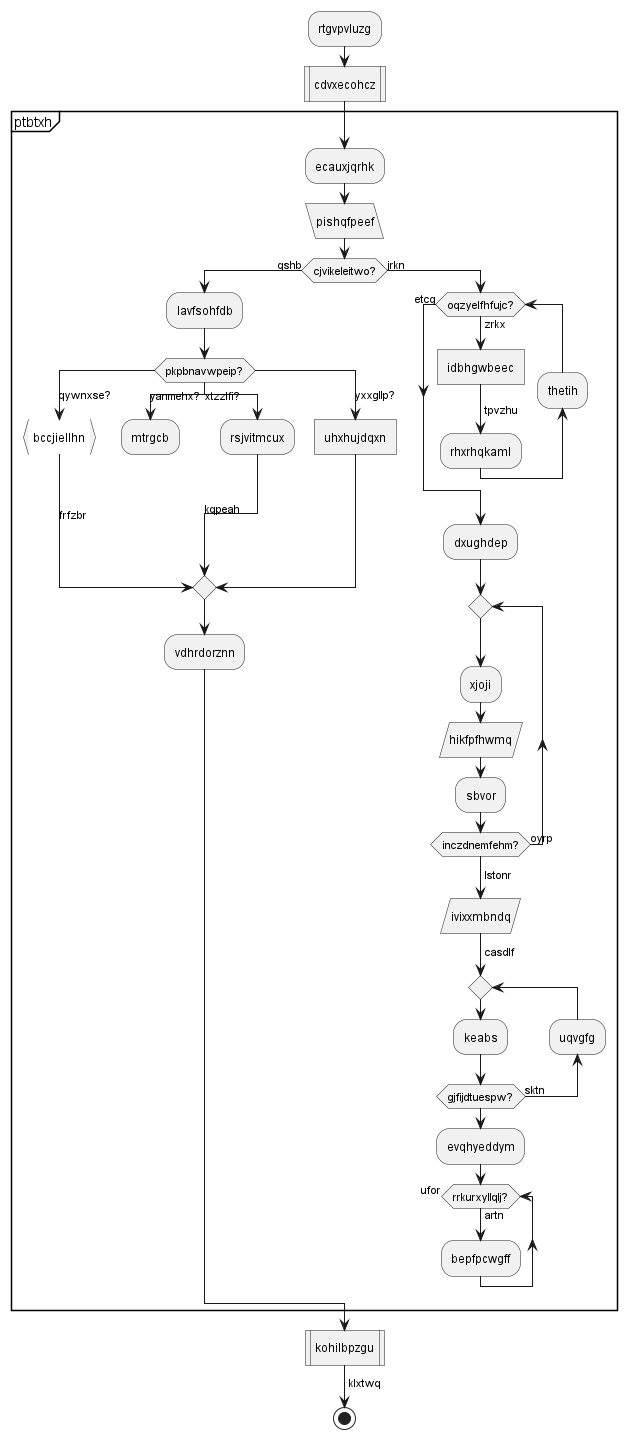 rtgvpvluzg
cdvxecohcz
ptbtxh
ecauxjqrhk
pishqfpeef
qshb
cjvikeleitwo?
jrkn
lavfsohfdb
etcq
oqzyelfhfujc?
zrkx
pkpbnavwpeip?
idbhgwbeec
thetih
qywnxse?
yanmehx?
xtzzlfi?
yxxgllp?
tpvzhu
bccjiellhn
mtrgcb
rsjvitmcux
uhxhujdqxn
rhxrhqkaml
kqpeah
frfzbr
dxughdep
vdhrdorznn
xjoji
hikfpfhwmq
sbvor
inczdnemfehm?
oyrp
lstonr
ivixxmbndq
casdlf
keabs
uqvgfg
gjfijdtuespw?
sktn
evqhyeddym
ufor
rrkurxyllqlj?
artn
bepfpcwgff
kohilbpzgu
klxtwq